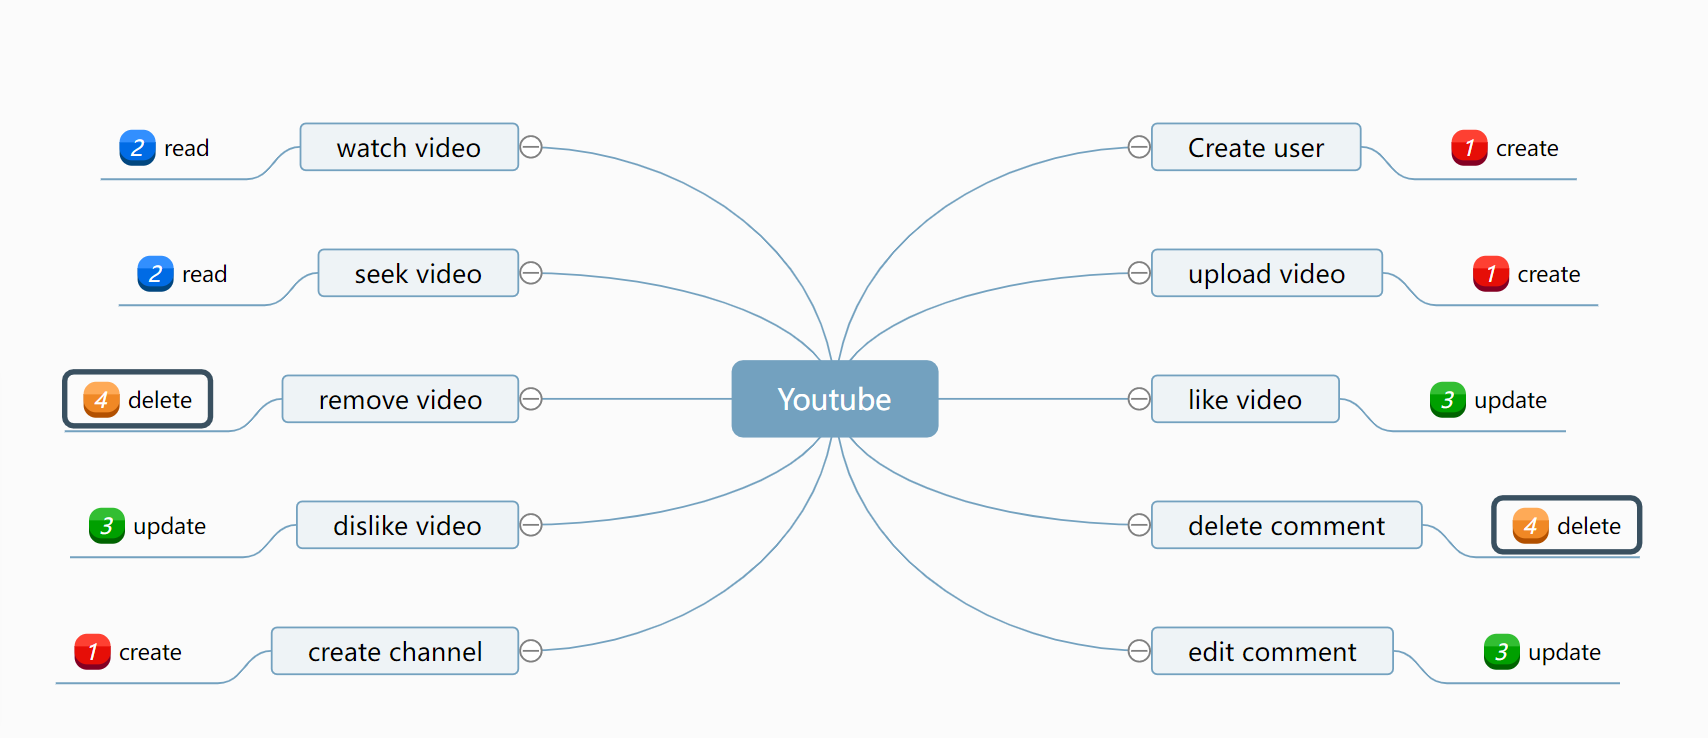 2 read
watch video
Create user
1 create
2 read
seek video
upload video
1 create
4 delete
remove video
Youtube
like video
3 update
3 update
dislike video
delete comment
4 delete
1 create
create channel
edit comment
3 update